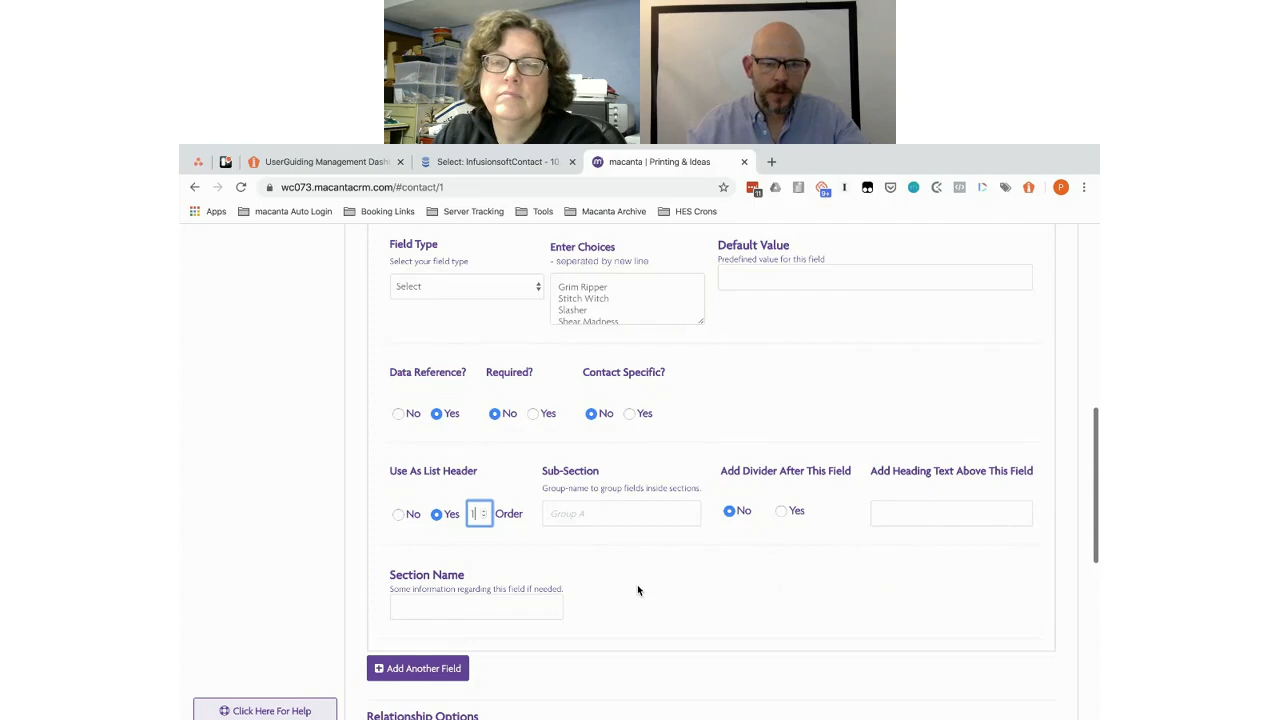 UserGuiding Management Dash
Select: InfusionsoftContact - 10.
macanta | Printing & Ideas
wc073.macantacrm.com/#contact/1
11
9+
P
Apps
macanta Auto Login
Booking Links
Server Tracking
Tools
Macanta Archive
HES Crons
Field Type
Select your field type
Select
Enter Choices
- seperated by new line
Grim Ripper
Stitch Witch
Slasher
Shear Madness
Default Value
Predefined value for this field
Data Reference?
Required?
Contact Specific?
No
Yes
No
Yes
No
Yes
Use As List Header
No
Yes
1
Order
Sub-Section
Group-name to group fields inside sections.
Group A
Add Divider After This Field
No
Yes
Add Heading Text Above This Field
Section Name
Some information regarding this field if needed.
Add Another Field
Relationship Options
Click Here For Help